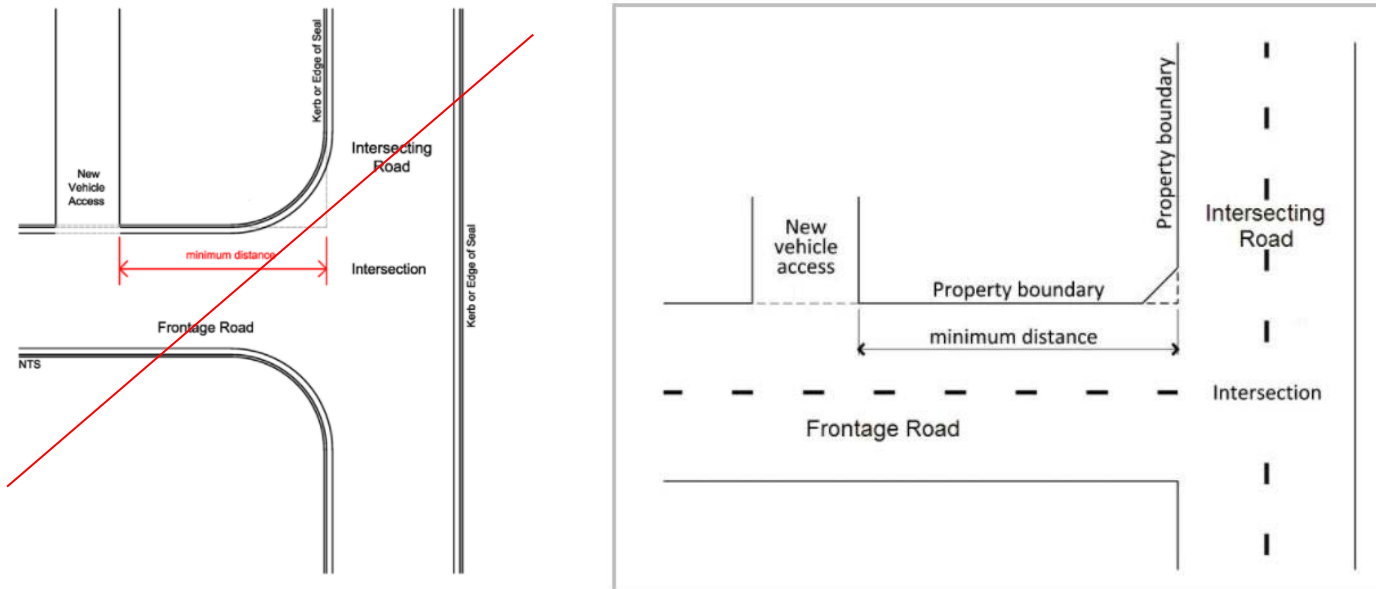 Kerb or Edge of Seal
Intersecting
Road
New
Vehicle
Access
minimum distance
Intersection
Kerb or Edge of Seal
Frontage Road
NTS
Property boundary
Intersecting
Road
New
vehicle
access
Property boundary
minimum distance
Intersection
Frontage Road